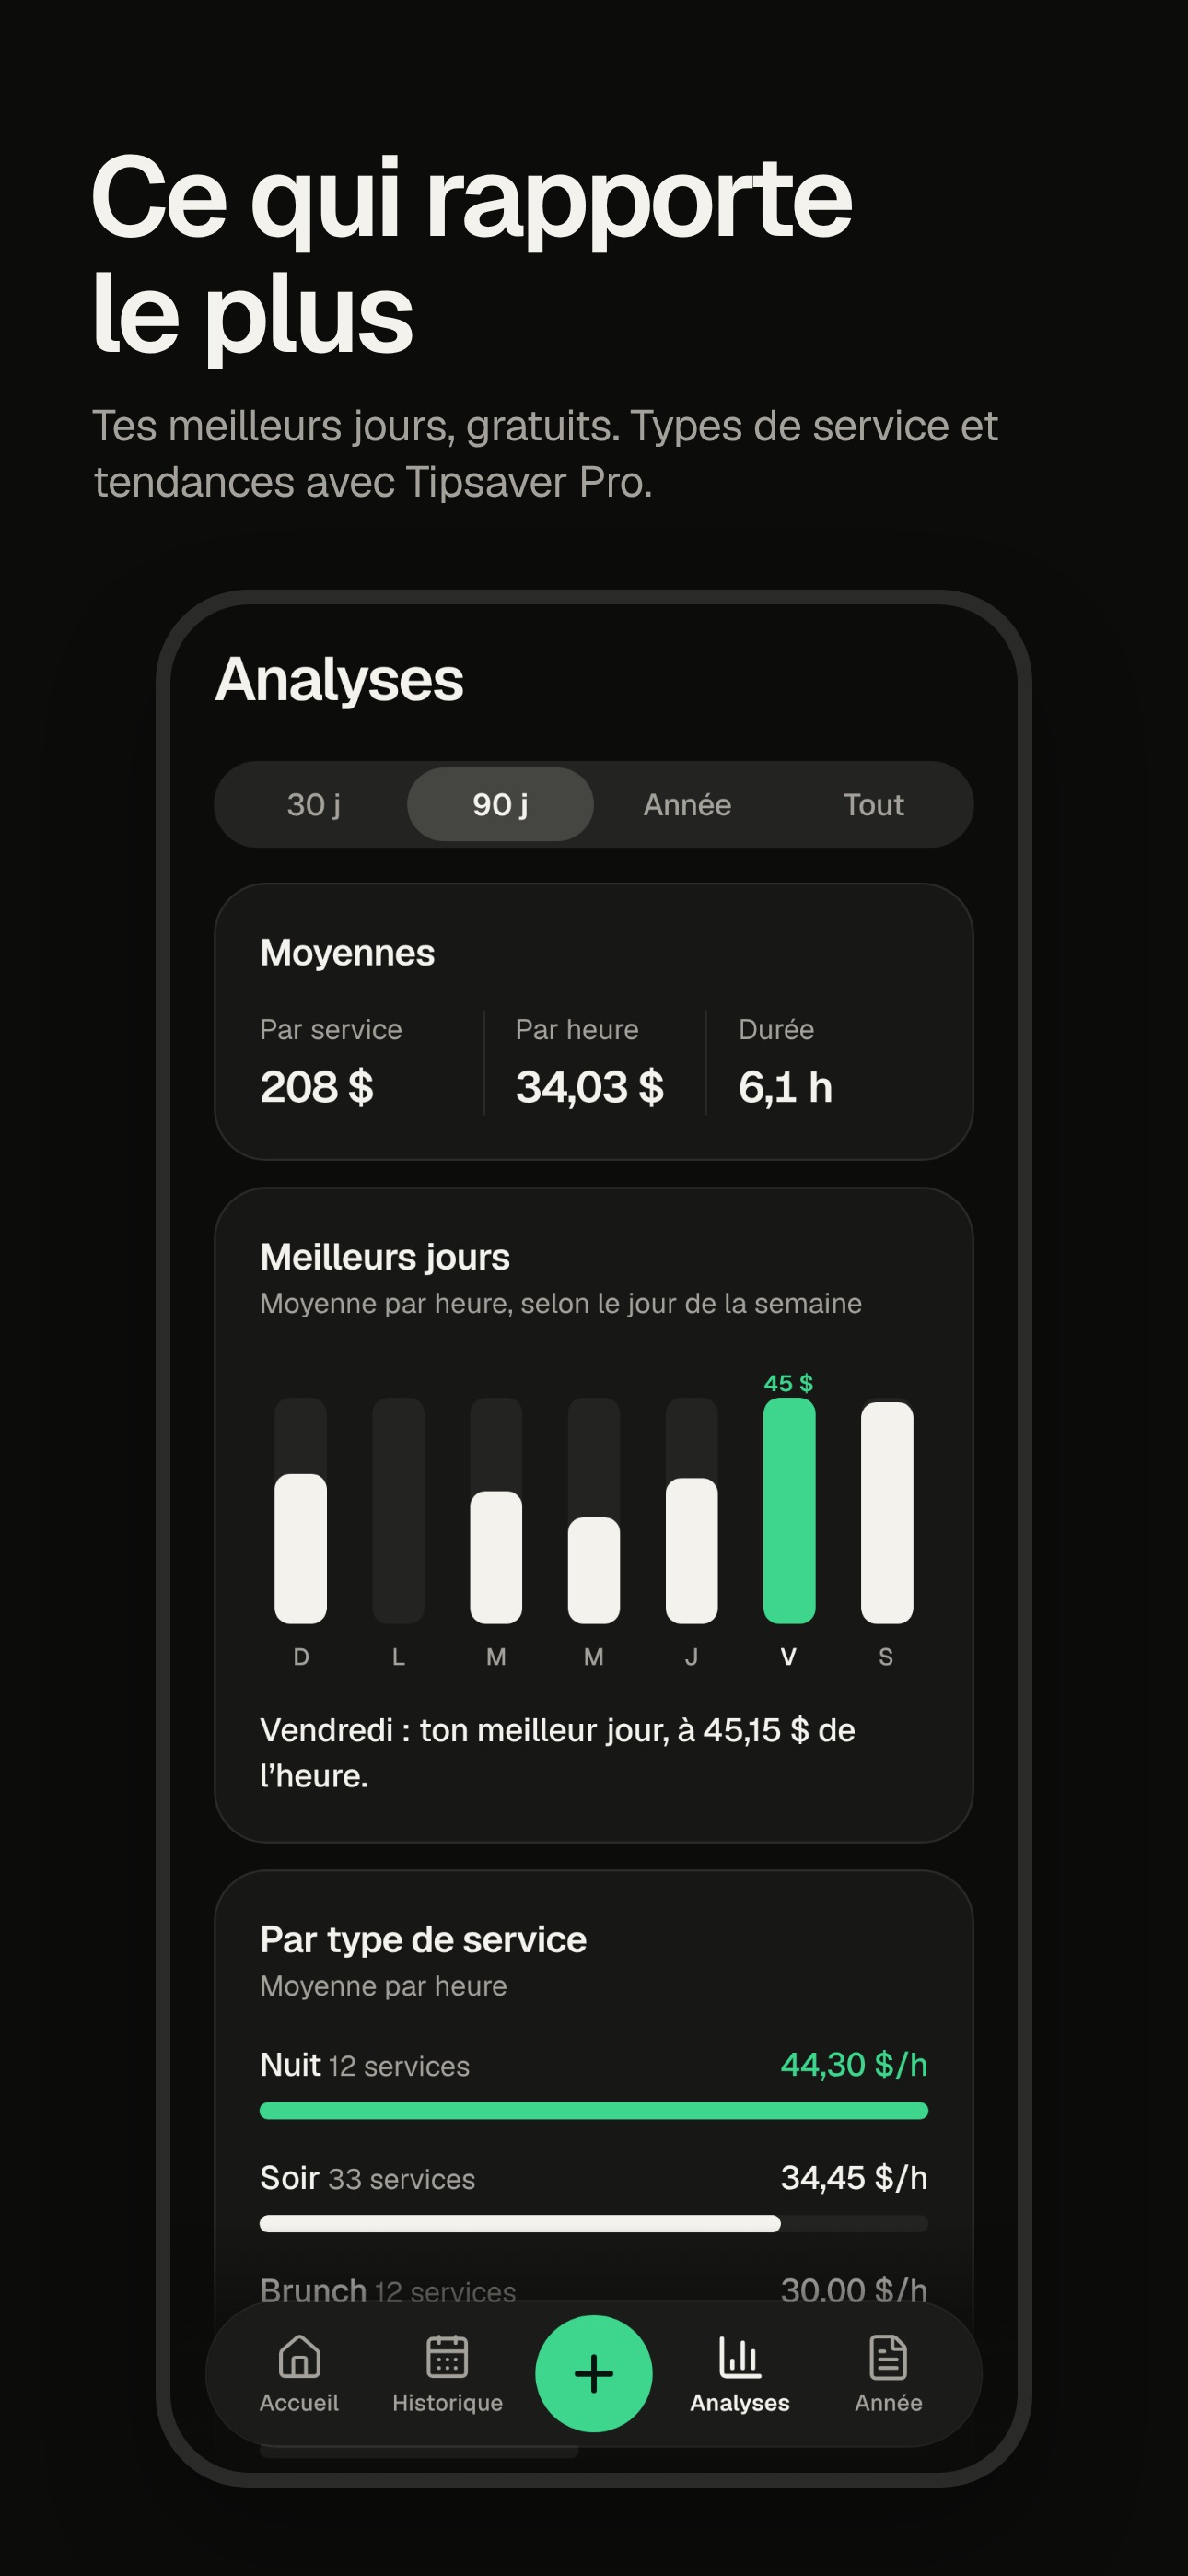 Ce qui rapporte
le plus
Tes meilleurs jours, gratuits. Types de service et
tendances avec Tipsaver Pro.
Analyses
30 j 90 j Année Tout
Moyennes
Par service Par heure Durée
208 $ 34,03 $ 6,1 h
Meilleurs jours
Moyenne par heure, selon le jour de la semaine
45 $
D L M M J V S
Vendredi : ton meilleur jour, à 45,15 $ de
l’heure.
Par type de service
Moyenne par heure
Nuit 12 services 44,30 $/h
Soir 33 services 34,45 $/h
Brunch 12 services 30,00 $/h
Accueil Historique Analyses Année